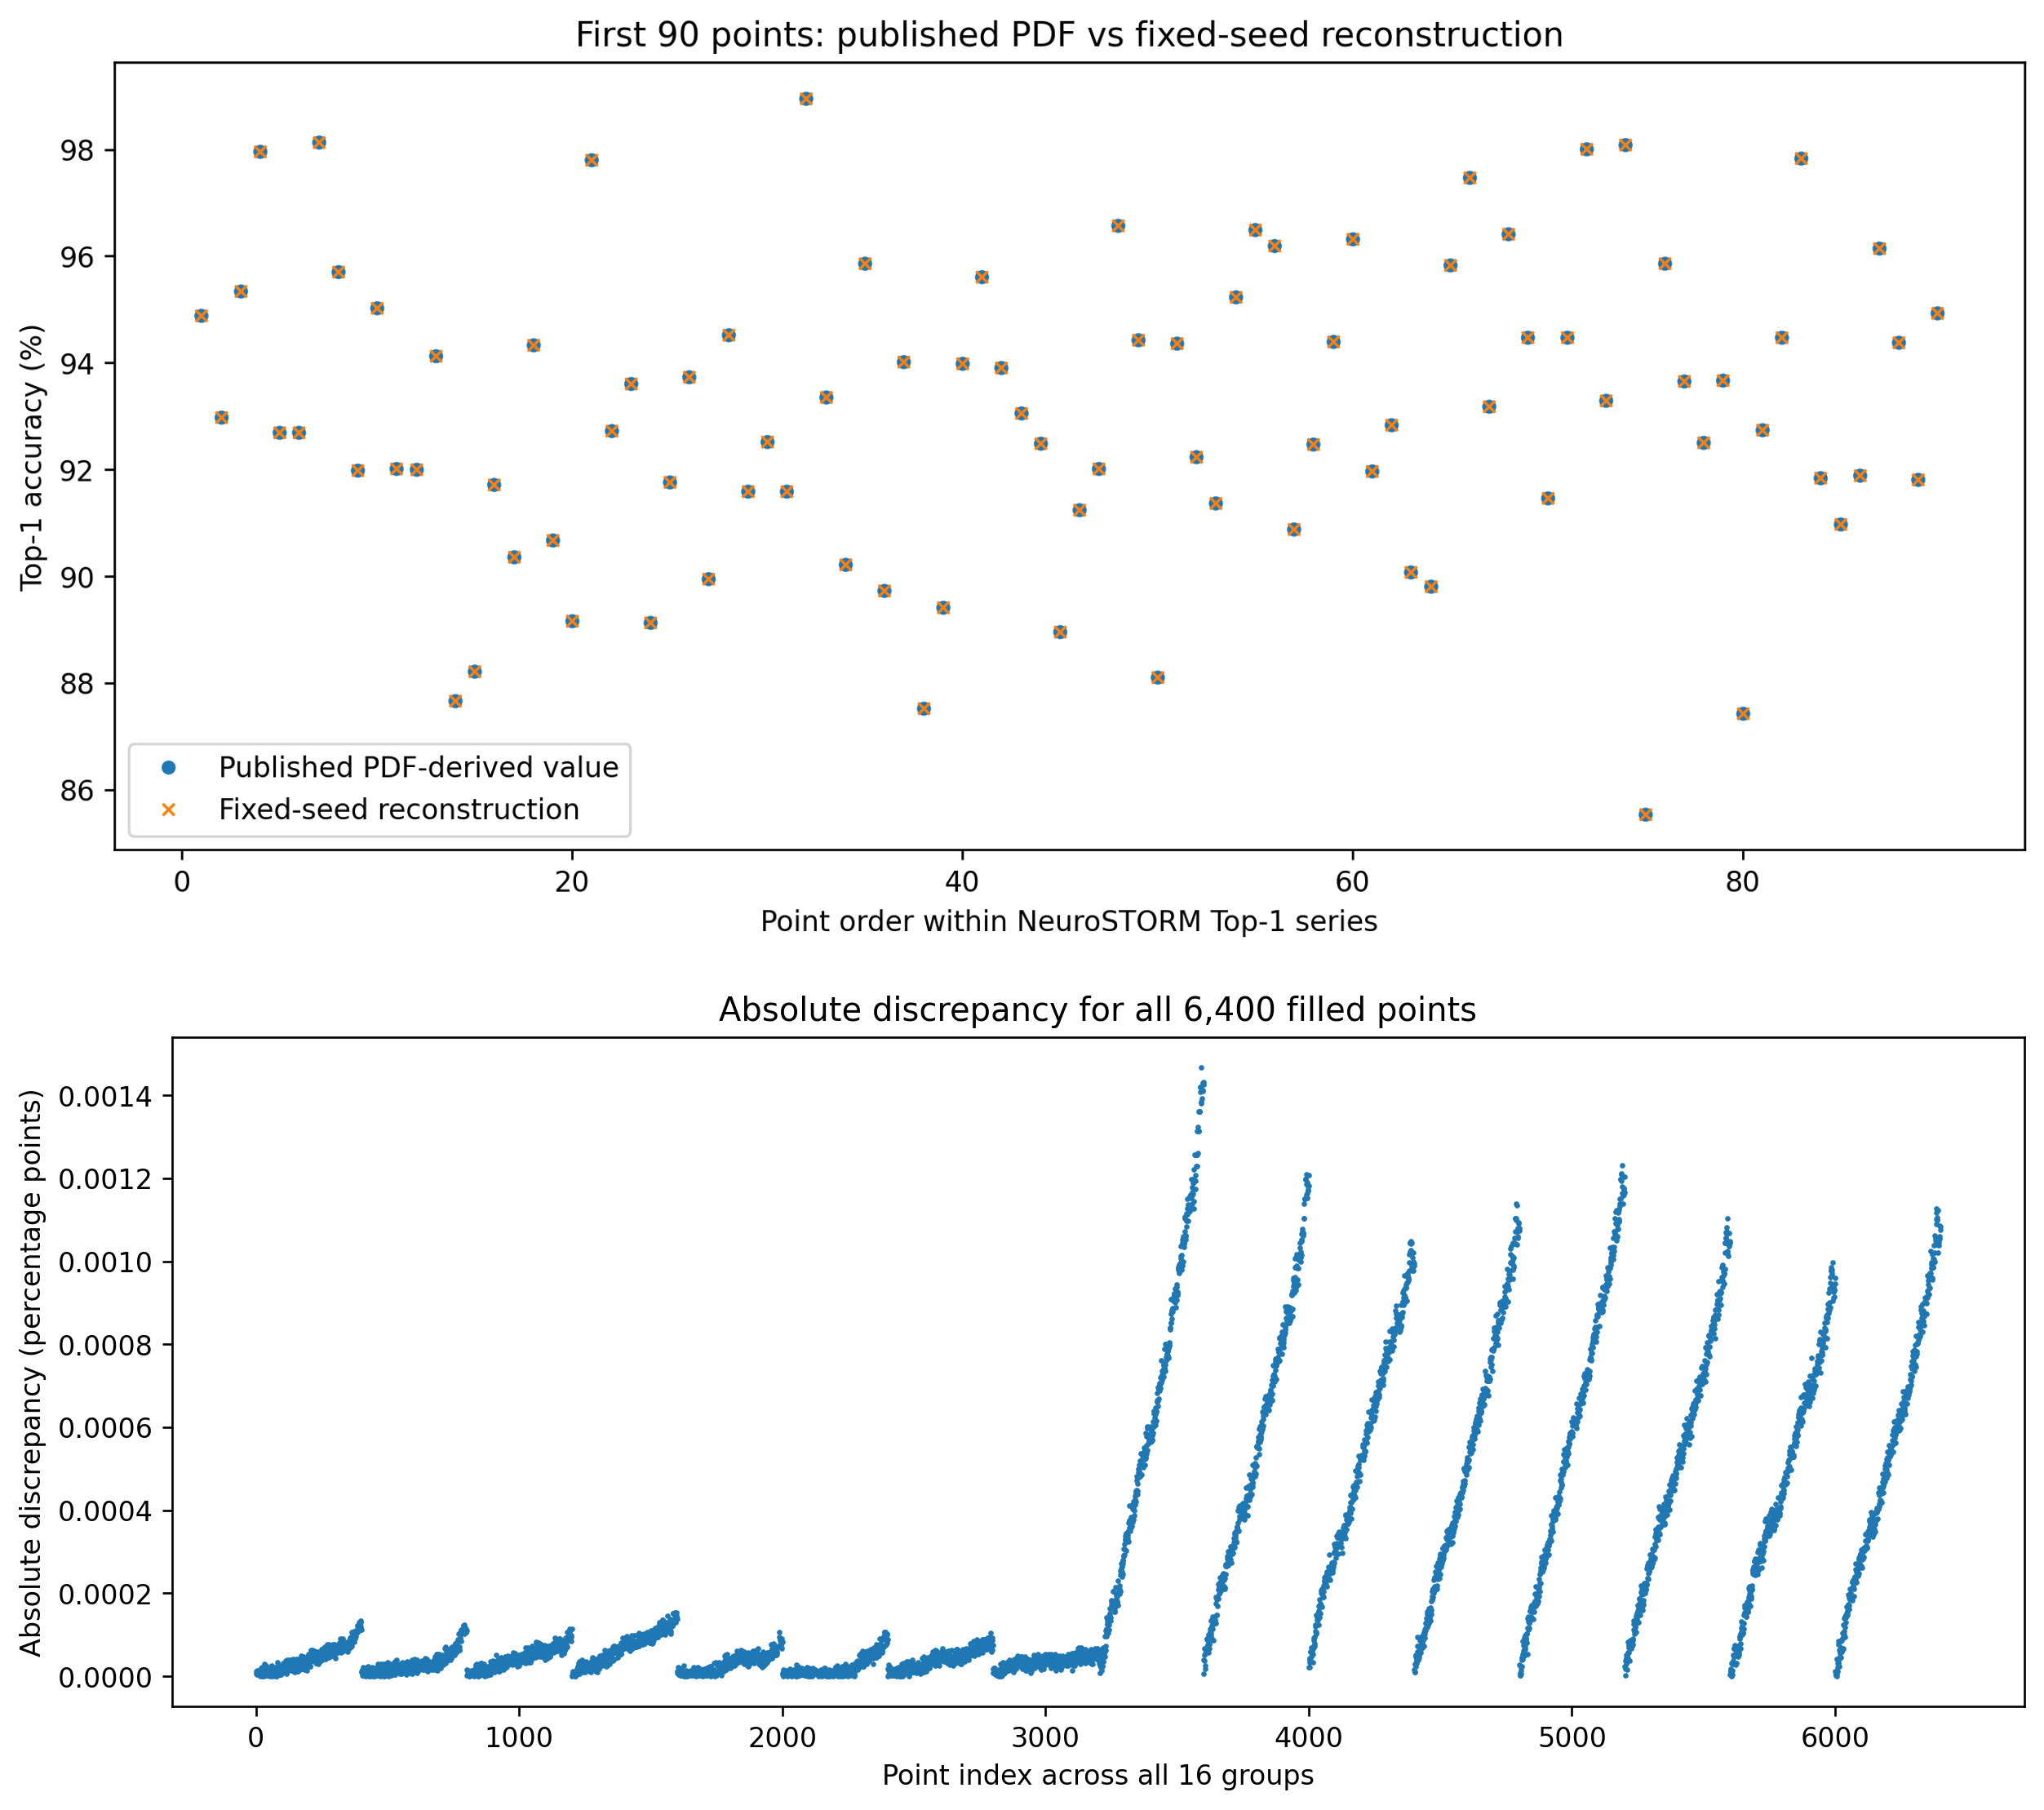 First 90 points: published PDF vs fixed-seed reconstruction
98
96
94
92
90
88
86
Top-1 accuracy (%)
Published PDF-derived value
Fixed-seed reconstruction
0 20 40 60 80
Point order within NeuroSTORM Top-1 series
Absolute discrepancy for all 6,400 filled points
0.0014
0.0012
0.0010
0.0008
0.0006
0.0004
0.0002
0.0000
Absolute discrepancy (percentage points)
0 1000 2000 3000 4000 5000 6000
Point index across all 16 groups